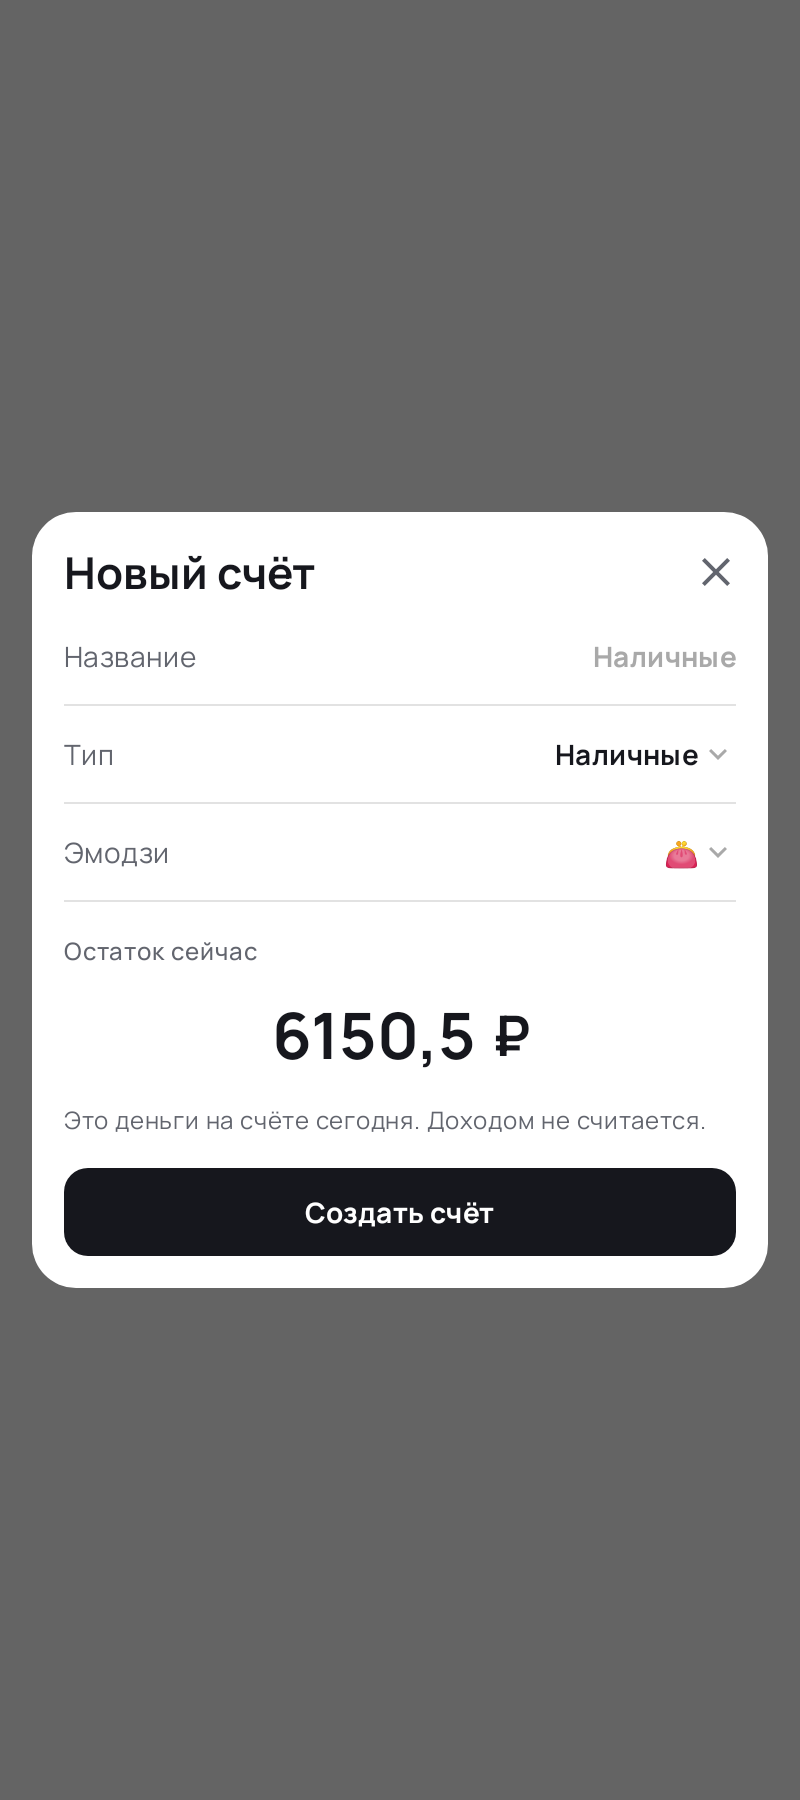 Новый счёт
Название Наличные
Тип Наличные
Эмодзи
Остаток сейчас
6150,5 ₽
Это деньги на счёте сегодня. Доходом не считается.
Создать счёт